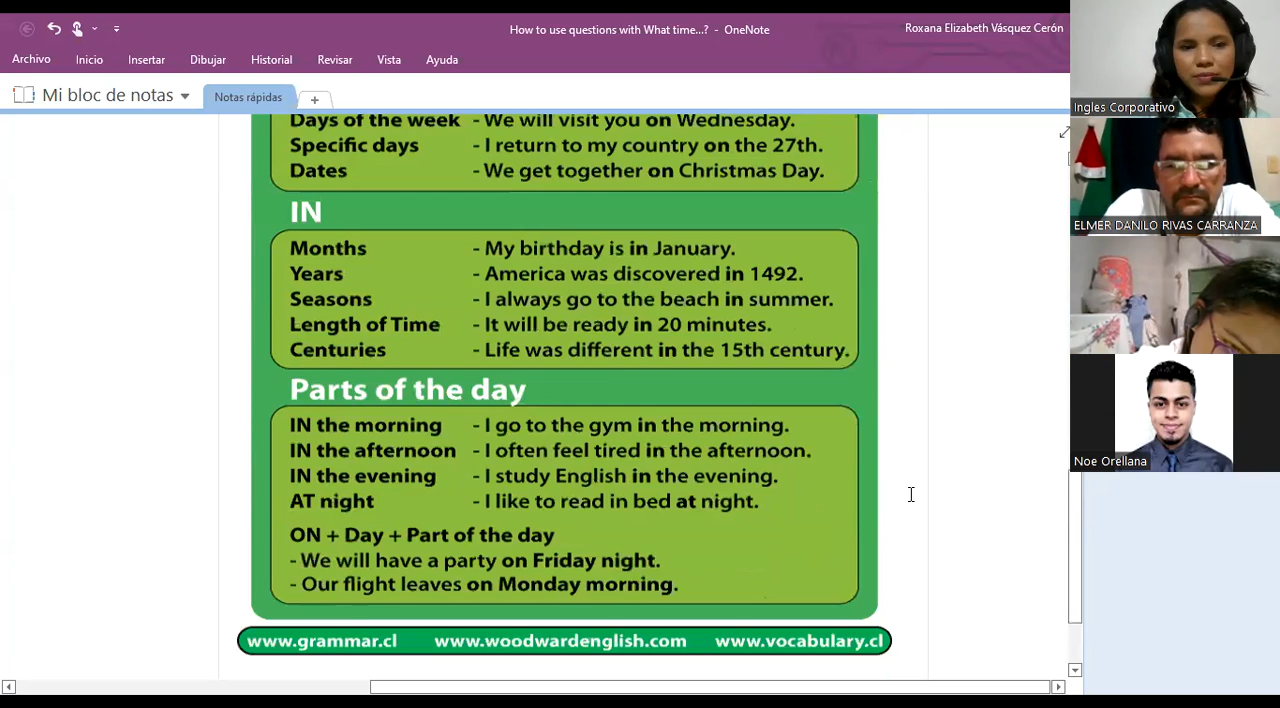 How to use questions with What time...? - OneNote
Roxana Elizabeth Vásquez Cerón
Archivo Inicio Insertar Dibujar Historial Revisar Vista Ayuda
Mi bloc de notas Notas rápidas +
Days of the week - We will visit you on Wednesday.
Specific days - I return to my country on the 27th.
Dates - We get together on Christmas Day.
IN
Months - My birthday is in January.
Years - America was discovered in 1492.
Seasons - I always go to the beach in summer.
Length of Time - It will be ready in 20 minutes.
Centuries - Life was different in the 15th century.
Parts of the day
IN the morning - I go to the gym in the morning.
IN the afternoon - I often feel tired in the afternoon.
IN the evening - I study English in the evening.
AT night - I like to read in bed at night.
ON + Day + Part of the day
- We will have a party on Friday night.
- Our flight leaves on Monday morning.
www.grammar.cl www.woodwardenglish.com www.vocabulary.cl
Ingles Corporativo
ELMER DANILO RIVAS CARRANZA
Noe Orellana